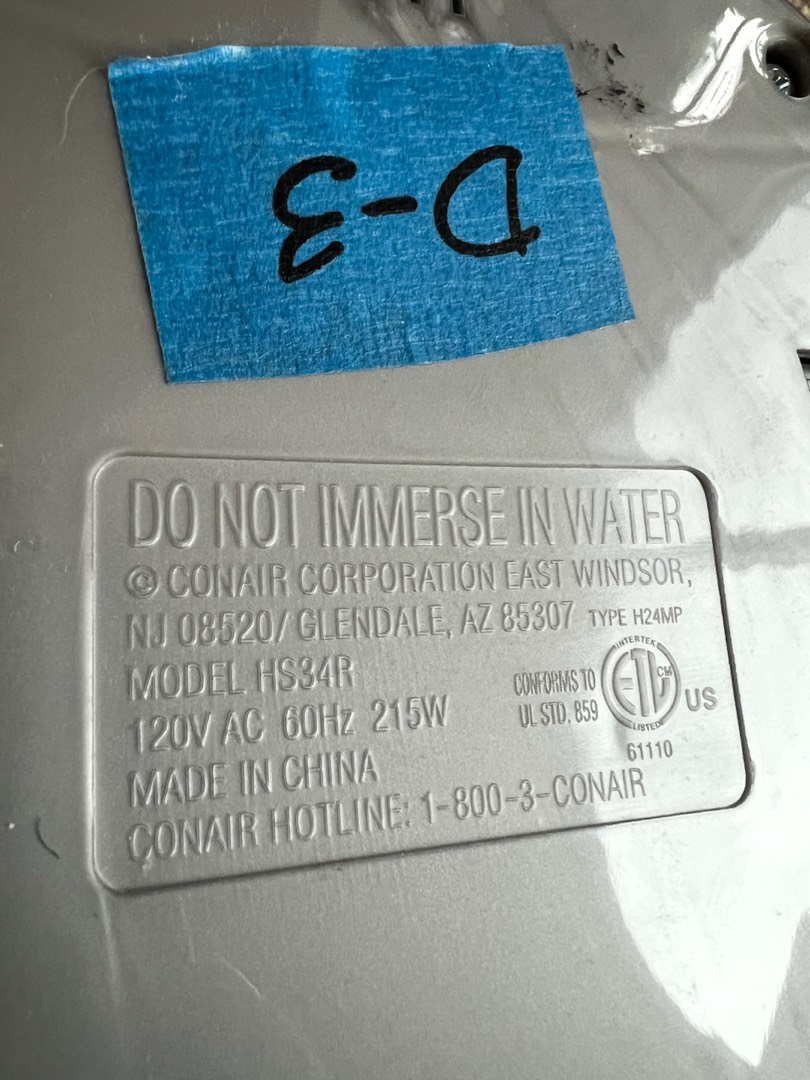 D-3
DO NOT IMMERSE IN WATER
© CONAIR CORPORATION EAST WINDSOR,
NJ 08520/ GLENDALE, AZ 85307 TYPE H24MP
MODEL HS34R
120V AC 60Hz 215W
MADE IN CHINA
CONAIR HOTLINE: 1-800-3-CONAIR
CONFORMS TO
UL STD. 859
INTERTEK
ETL CM
LISTED
US
61110